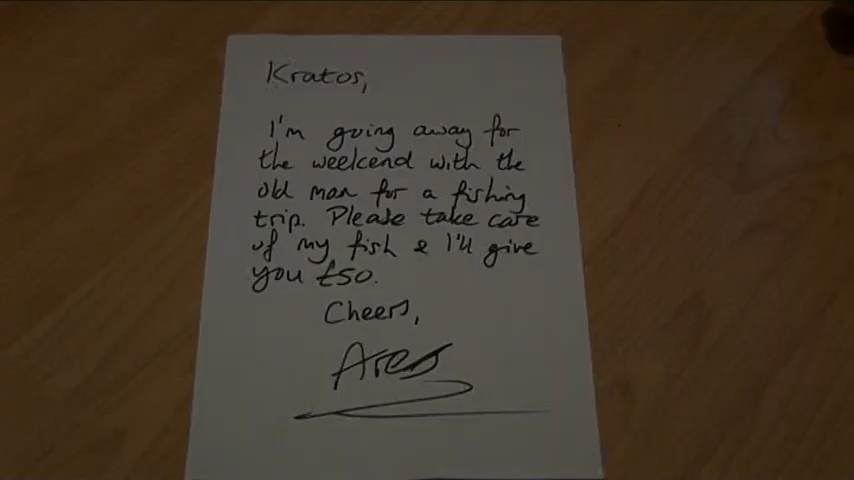 Kratos,
I'm going away for
the weekend with the
old man for a fishing
trip. Please take care
of my fish & I'll give
you £50.
Cheers,
Ares